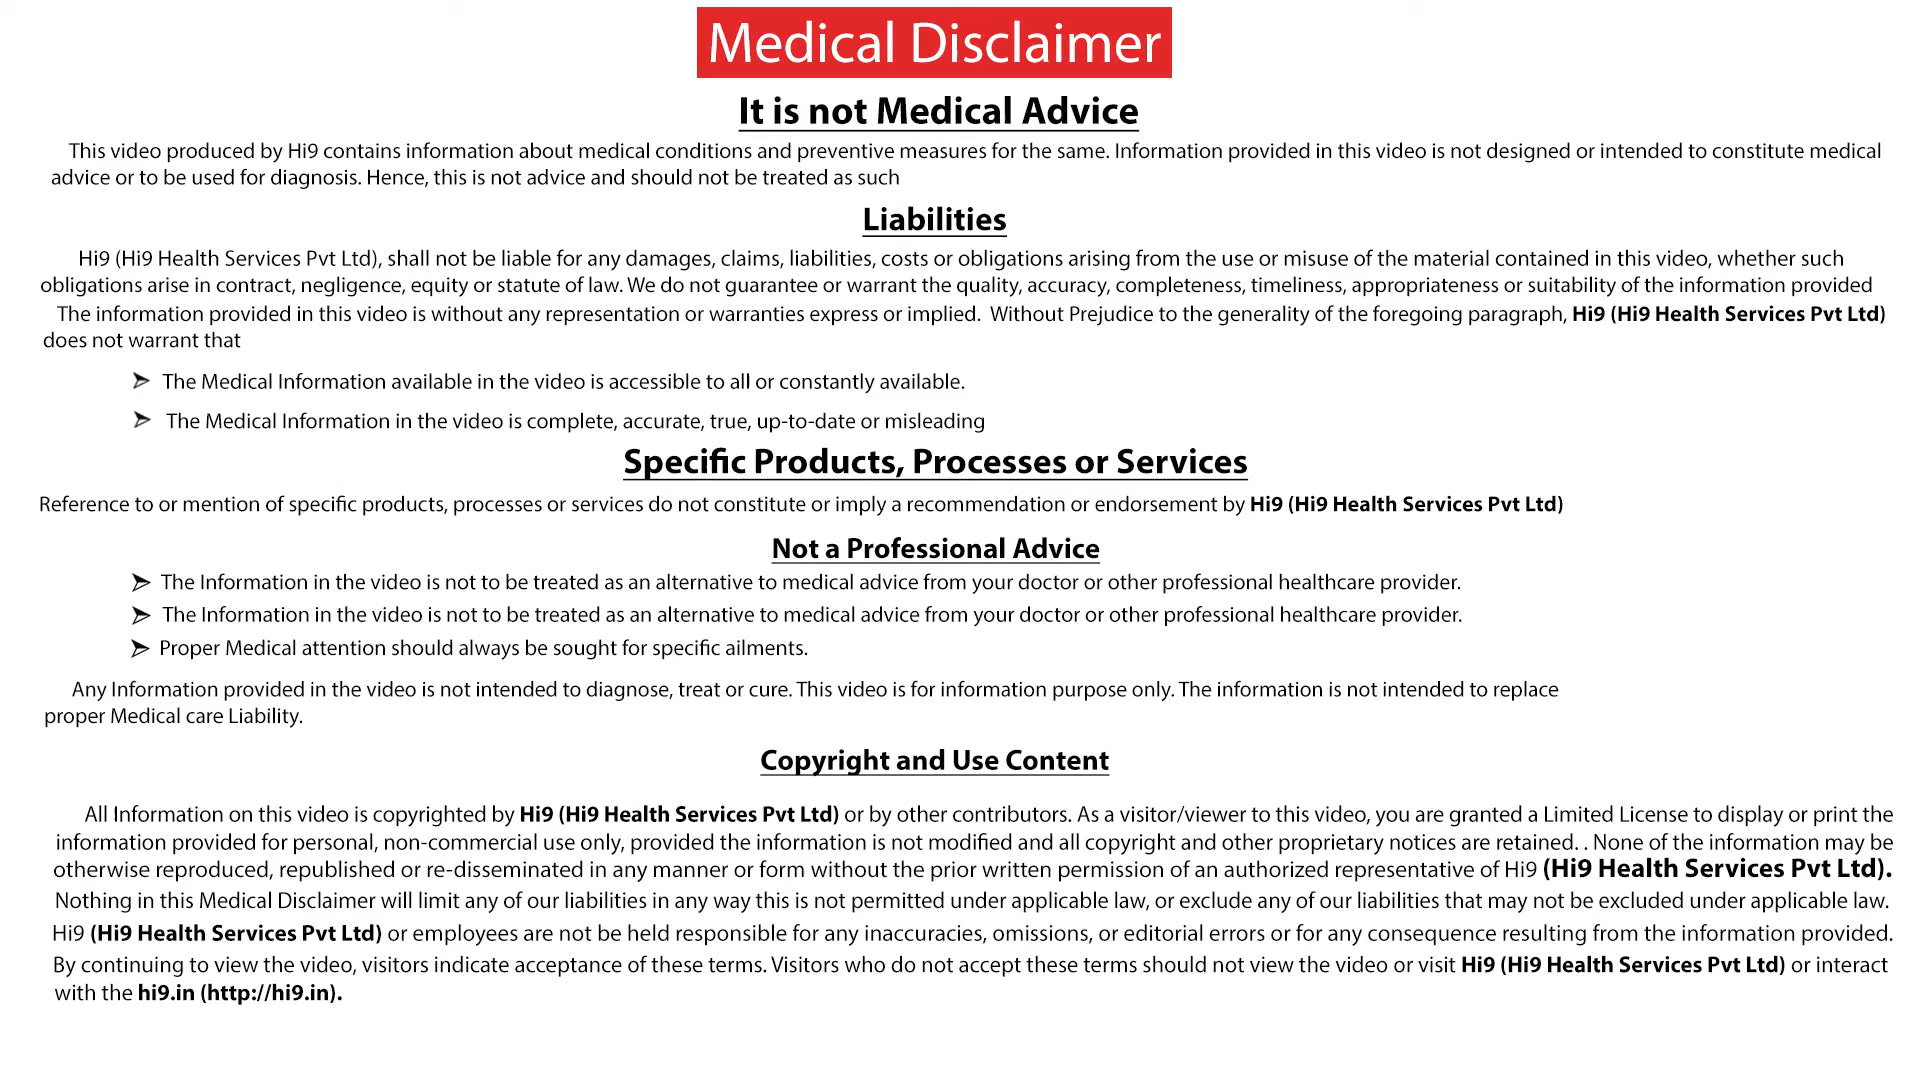 Medical Disclaimer
It is not Medical Advice
This video produced by Hi9 contains information about medical conditions and preventive measures for the same. Information provided in this video is not designed or intended to constitute medical
advice or to be used for diagnosis. Hence, this is not advice and should not be treated as such
Liabilities
Hi9 (Hi9 Health Services Pvt Ltd), shall not be liable for any damages, claims, liabilities, costs or obligations arising from the use or misuse of the material contained in this video, whether such
obligations arise in contract, negligence, equity or statute of law. We do not guarantee or warrant the quality, accuracy, completeness, timeliness, appropriateness or suitability of the information provided
The information provided in this video is without any representation or warranties express or implied. Without Prejudice to the generality of the foregoing paragraph, Hi9 (Hi9 Health Services Pvt Ltd)
does not warrant that
➢ The Medical Information available in the video is accessible to all or constantly available.
➢ The Medical Information in the video is complete, accurate, true, up-to-date or misleading
Specific Products, Processes or Services
Reference to or mention of specific products, processes or services do not constitute or imply a recommendation or endorsement by Hi9 (Hi9 Health Services Pvt Ltd)
Not a Professional Advice
➢ The Information in the video is not to be treated as an alternative to medical advice from your doctor or other professional healthcare provider.
➢ The Information in the video is not to be treated as an alternative to medical advice from your doctor or other professional healthcare provider.
➢ Proper Medical attention should always be sought for specific ailments.
Any Information provided in the video is not intended to diagnose, treat or cure. This video is for information purpose only. The information is not intended to replace
proper Medical care Liability.
Copyright and Use Content
All Information on this video is copyrighted by Hi9 (Hi9 Health Services Pvt Ltd) or by other contributors. As a visitor/viewer to this video, you are granted a Limited License to display or print the
information provided for personal, non-commercial use only, provided the information is not modified and all copyright and other proprietary notices are retained. . None of the information may be
otherwise reproduced, republished or re-disseminated in any manner or form without the prior written permission of an authorized representative of Hi9 (Hi9 Health Services Pvt Ltd).
Nothing in this Medical Disclaimer will limit any of our liabilities in any way this is not permitted under applicable law, or exclude any of our liabilities that may not be excluded under applicable law.
Hi9 (Hi9 Health Services Pvt Ltd) or employees are not be held responsible for any inaccuracies, omissions, or editorial errors or for any consequence resulting from the information provided.
By continuing to view the video, visitors indicate acceptance of these terms. Visitors who do not accept these terms should not view the video or visit Hi9 (Hi9 Health Services Pvt Ltd) or interact
with the hi9.in (http://hi9.in).